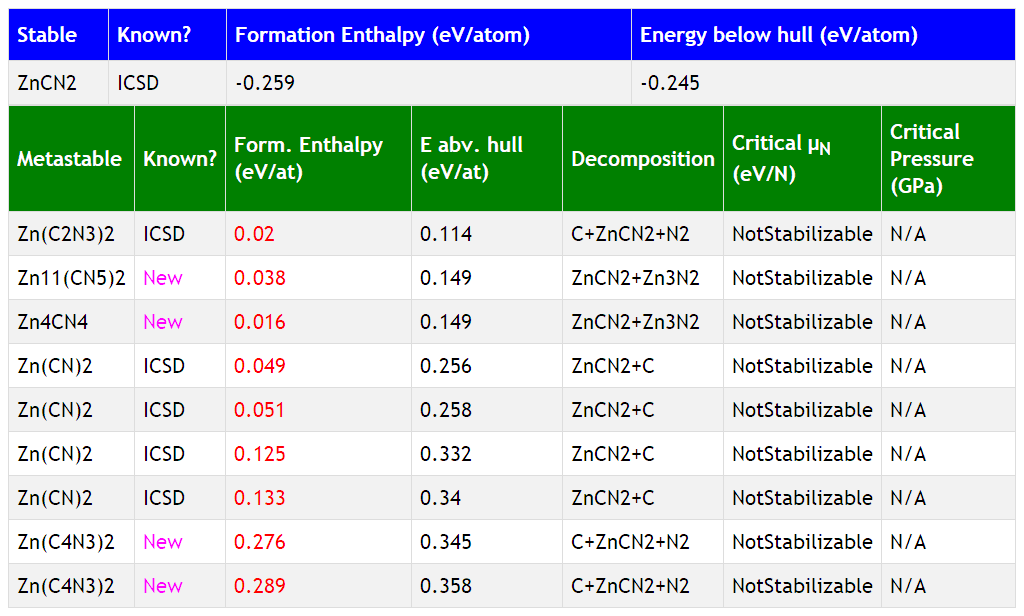 Stable Known? Formation Enthalpy (eV/atom) Energy below hull (eV/atom)
ZnCN2 ICSD -0.259 -0.245
Metastable Known? Form. Enthalpy (eV/at) E abv. hull (eV/at) Decomposition Critical μN (eV/N) Critical Pressure (GPa)
Zn(C2N3)2 ICSD 0.02 0.114 C+ZnCN2+N2 NotStabilizable N/A
Zn11(CN5)2 New 0.038 0.149 ZnCN2+Zn3N2 NotStabilizable N/A
Zn4CN4 New 0.016 0.149 ZnCN2+Zn3N2 NotStabilizable N/A
Zn(CN)2 ICSD 0.049 0.256 ZnCN2+C NotStabilizable N/A
Zn(CN)2 ICSD 0.051 0.258 ZnCN2+C NotStabilizable N/A
Zn(CN)2 ICSD 0.125 0.332 ZnCN2+C NotStabilizable N/A
Zn(CN)2 ICSD 0.133 0.34 ZnCN2+C NotStabilizable N/A
Zn(C4N3)2 New 0.276 0.345 C+ZnCN2+N2 NotStabilizable N/A
Zn(C4N3)2 New 0.289 0.358 C+ZnCN2+N2 NotStabilizable N/A